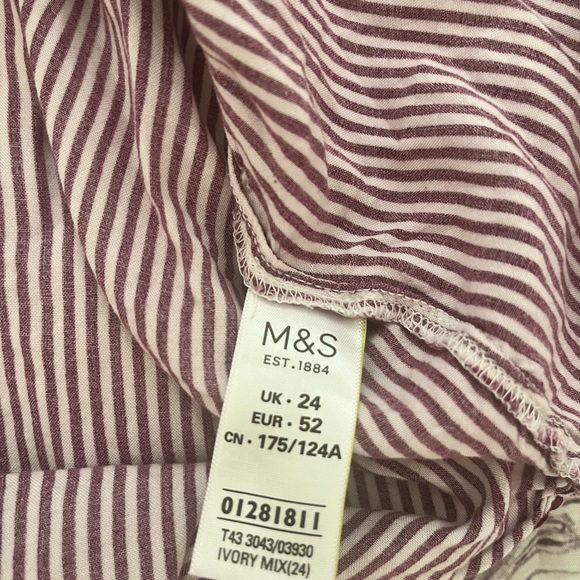 M&S
EST.1884
UK · 24
EUR · 52
CN · 175/124A
01281811
T43 3043/03930
IVORY MIX(24)